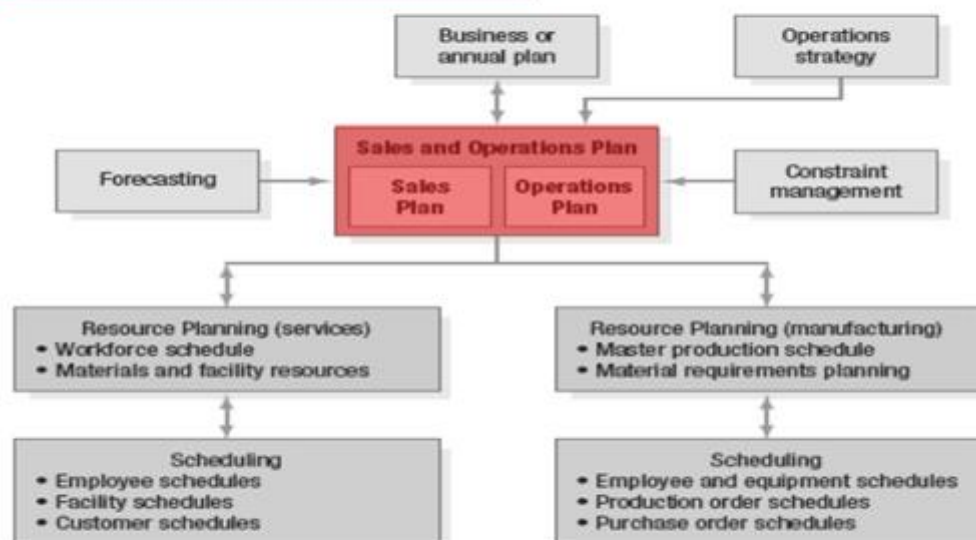 Business or
annual plan
Operations
strategy
Sales and Operations Plan
Forecasting
Sales
Plan
Operations
Plan
Constraint
management
Resource Planning (services)
• Workforce schedule
• Materials and facility resources
Resource Planning (manufacturing)
• Master production schedule
• Material requirements planning
Scheduling
• Employee schedules
• Facility schedules
• Customer schedules
Scheduling
• Employee and equipment schedules
• Production order schedules
• Purchase order schedules